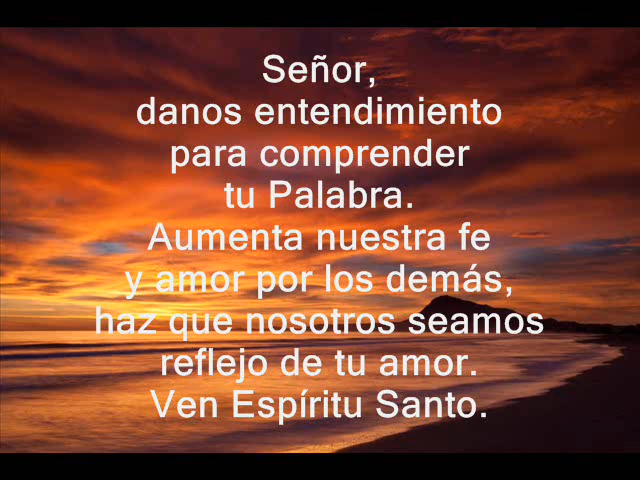 Señor,
danos entendimiento
para comprender
tu Palabra.
Aumenta nuestra fe
y amor por los demás,
haz que nosotros seamos
reflejo de tu amor.
Ven Espíritu Santo.